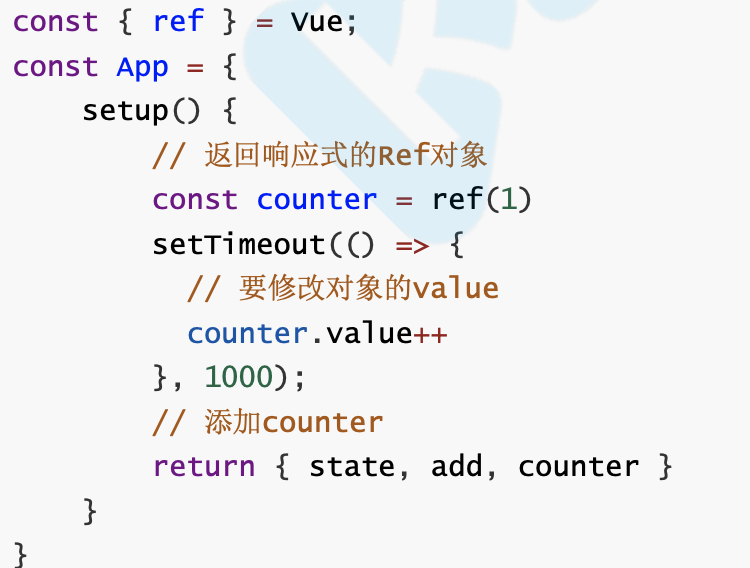 const { ref } = Vue;
const App = {
    setup() {
        // 返回响应式的Ref对象
        const counter = ref(1)
        setTimeout(() => {
          // 要修改对象的value
          counter.value++
        }, 1000);
        // 添加counter
        return { state, add, counter }
    }
}